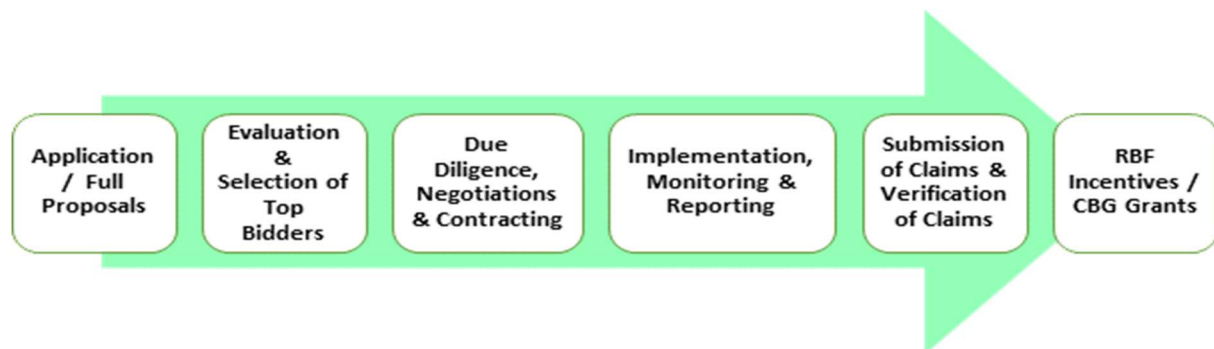 Application
/ Full
Proposals
Evaluation
&
Selection of
Top
Bidders
Due
Diligence,
Negotiations
& Contracting
Implementation,
Monitoring &
Reporting
Submission
of Claims &
Verification
of Claims
RBF
Incentives /
CBG Grants